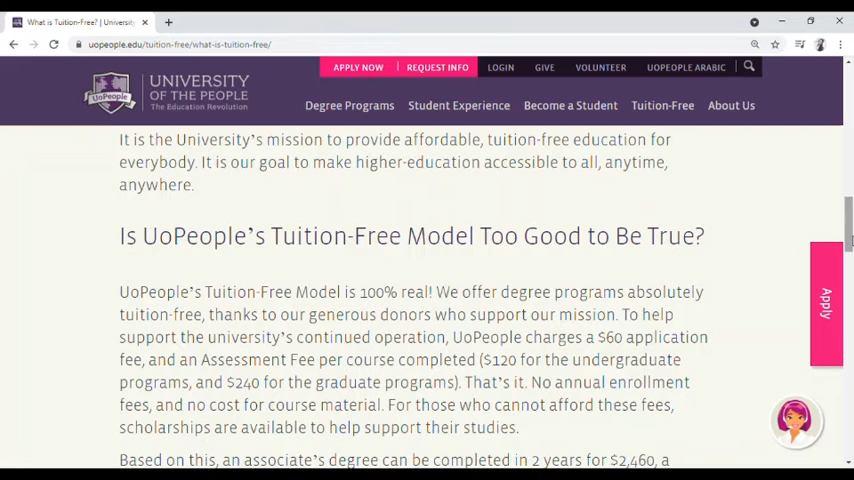 What is Tuition-Free? | Universit
uopeople.edu/tuition-free/what-is-tuition-free/
APPLY NOW
REQUEST INFO
LOGIN
GIVE
VOLUNTEER
UOPEOPLE ARABIC
UoPeople
UNIVERSITY
OF THE PEOPLE
The Education Revolution
Degree Programs
Student Experience
Become a Student
Tuition-Free
About Us
It is the University's mission to provide affordable, tuition-free education for
everybody. It is our goal to make higher-education accessible to all, anytime,
anywhere.
Is UoPeople's Tuition-Free Model Too Good to Be True?
UoPeople's Tuition-Free Model is 100% real! We offer degree programs absolutely
tuition-free, thanks to our generous donors who support our mission. To help
support the university's continued operation, UoPeople charges a $60 application
fee, and an Assessment Fee per course completed ($120 for the undergraduate
programs, and $240 for the graduate programs). That's it. No annual enrollment
fees, and no cost for course material. For those who cannot afford these fees,
scholarships are available to help support their studies.
Based on this, an associate's degree can be completed in 2 years for $2,460, a
Apply